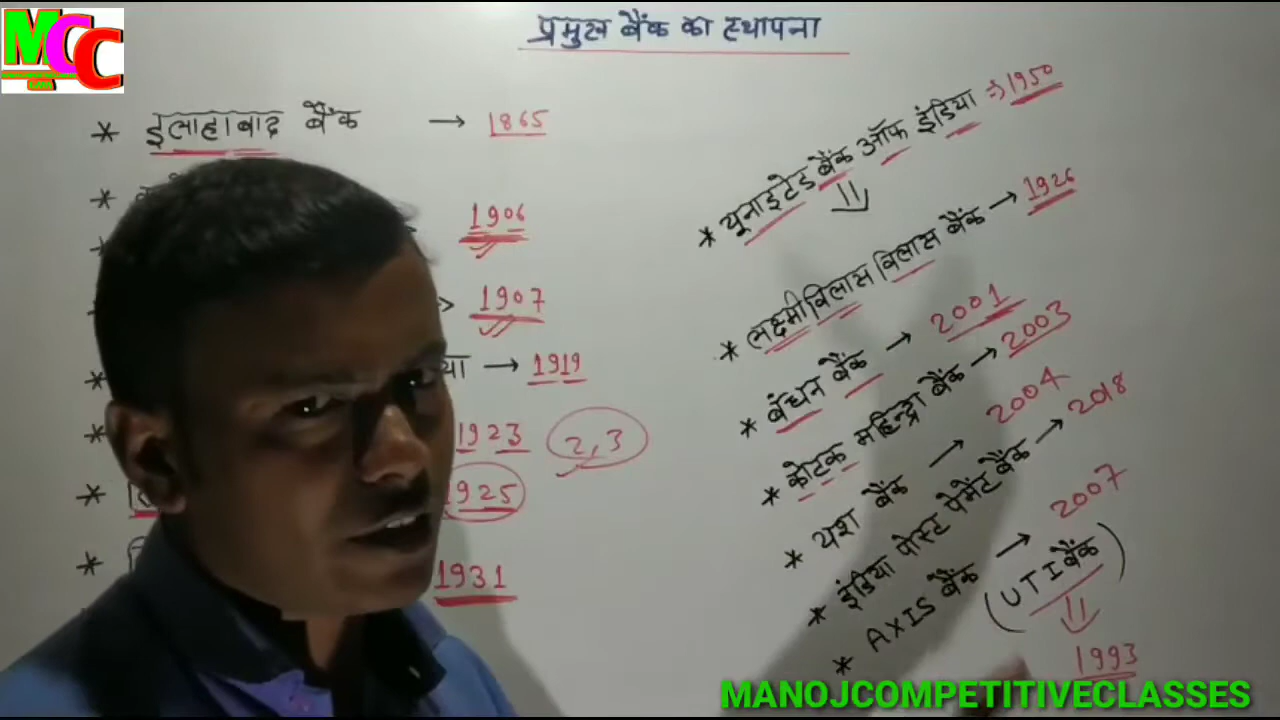 MCC
प्रमुख बैंक का स्थापना
* इलाहाबाद बैंक → 1865
*
1906
1907
* या → 1919
* 1923 2,3
* 1925
* 1931
* यूनाइटेड बैंक ऑफ इंडिया ⇒ 1950
* लक्ष्मीविलास विलास बैंक → 1926
* बंधन बैंक → 2001
* कोटक महिन्द्रा बैंक → 2003
* यश बैंक → 2004
* इंडिया पोस्ट पेमेंट बैंक → 2018
* AXIS बैंक → 2007
(UTI बैंक)
1993
MANOJCOMPETITIVECLASSES